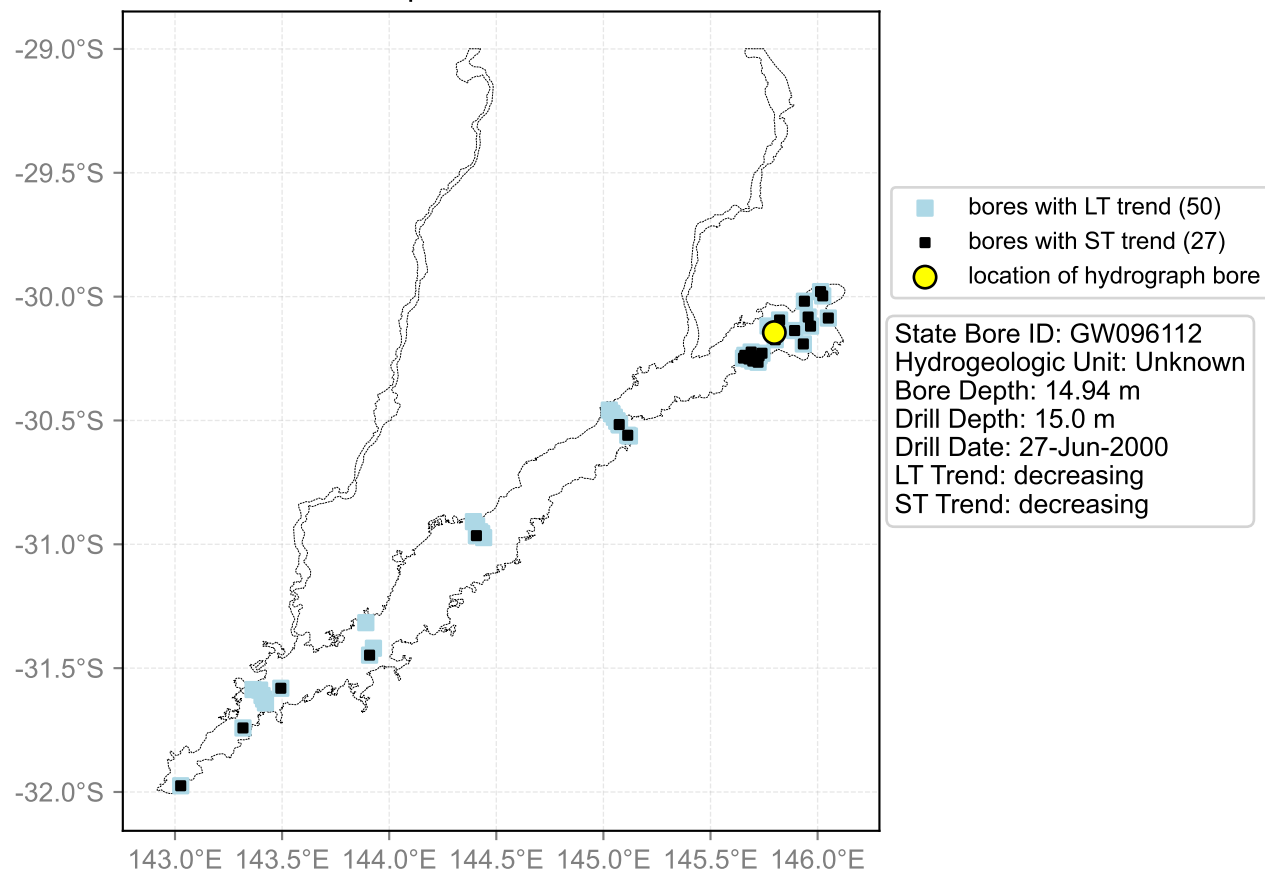 -29.0°S
-29.5°S
-30.0°S
-30.5°S
-31.0°S
-31.5°S
-32.0°S
143.0°E 143.5°E 144.0°E 144.5°E 145.0°E 145.5°E 146.0°E
bores with LT trend (50)
bores with ST trend (27)
location of hydrograph bore
State Bore ID: GW096112
Hydrogeologic Unit: Unknown
Bore Depth: 14.94 m
Drill Depth: 15.0 m
Drill Date: 27-Jun-2000
LT Trend: decreasing
ST Trend: decreasing